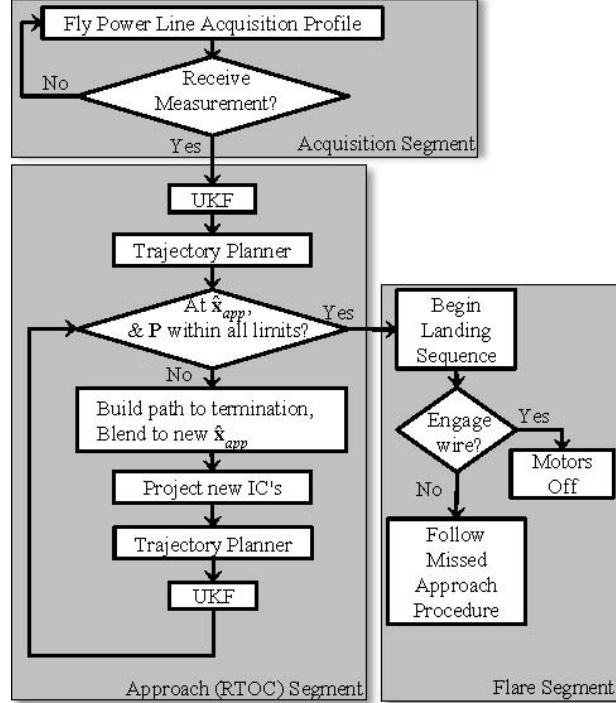 Fly Power Line Acquisition Profile
No
Receive
Measurement?
Yes
Acquisition Segment
UKF
Trajectory Planner
At x̂app,
& P within all limits?
Yes
No
Build path to termination,
Blend to new x̂app
Project new IC's
Trajectory Planner
UKF
Approach (RTOC) Segment
Begin
Landing
Sequence
Engage
wire?
Yes
Motors
Off
No
Follow
Missed
Approach
Procedure
Flare Segment